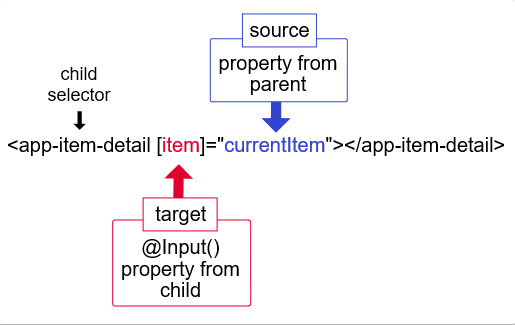 source
property from
parent
child
selector
<app-item-detail [item]="currentItem"></app-item-detail>
target
@Input()
property from
child